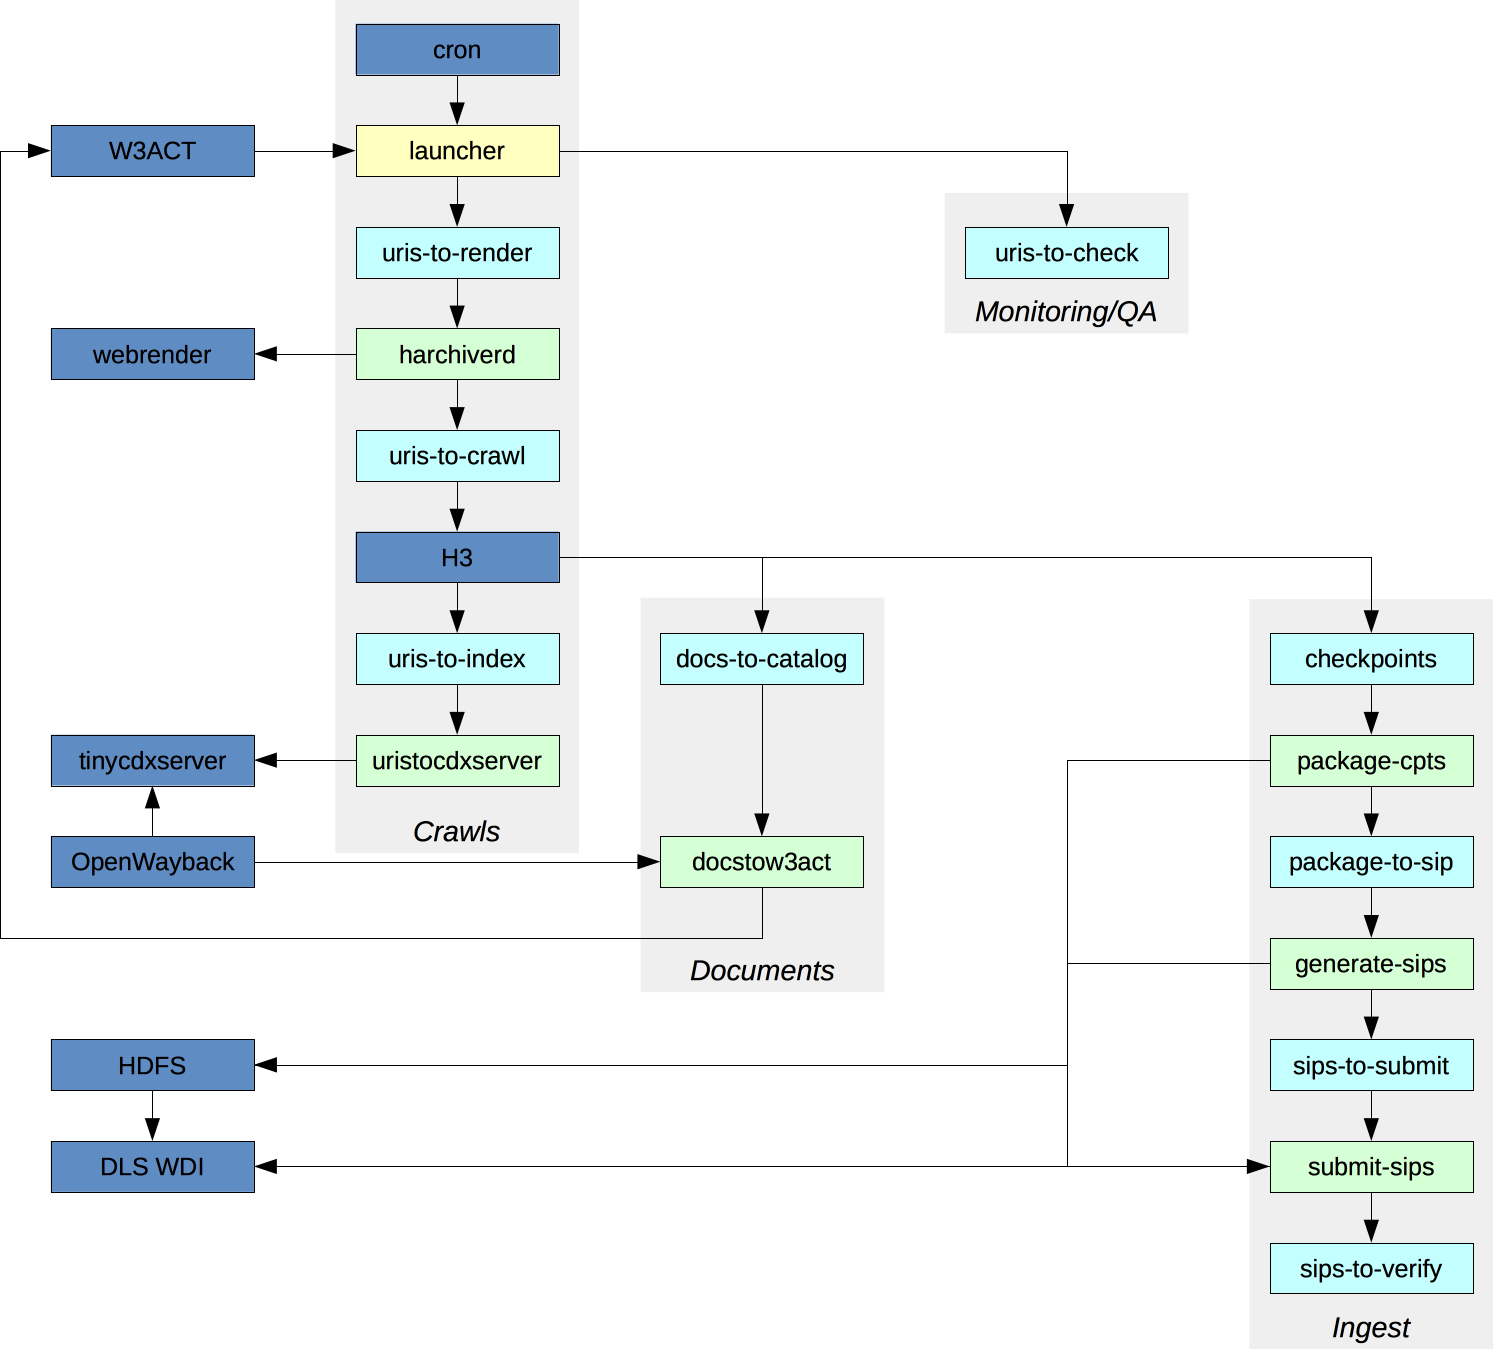 cron
W3ACT
launcher
uris-to-render
uris-to-check
Monitoring/QA
webrender
harchiverd
uris-to-crawl
H3
uris-to-index
docs-to-catalog
checkpoints
tinycdxserver
uristocdxserver
package-cpts
Crawls
OpenWayback
docstow3act
package-to-sip
generate-sips
Documents
HDFS
sips-to-submit
DLS WDI
submit-sips
sips-to-verify
Ingest